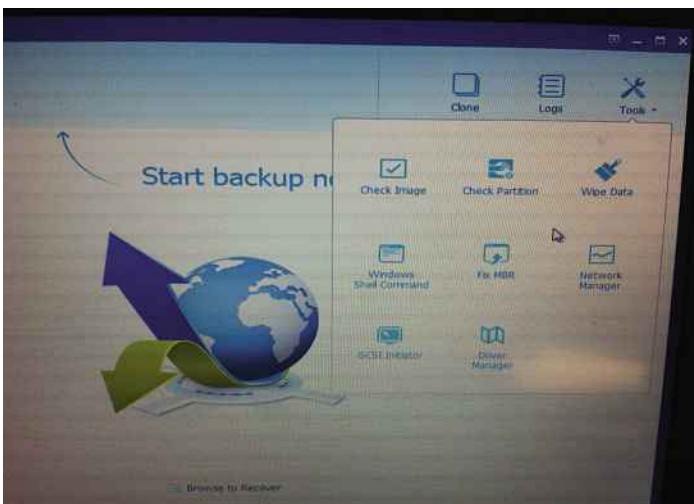 Clone
Logs
Tools
Start backup n
Check Image
Check Partition
Wipe Data
Windows
Shell Command
Fix MBR
Network
Manager
iSCSI Initiator
Driver
Manager
Browse to Recover